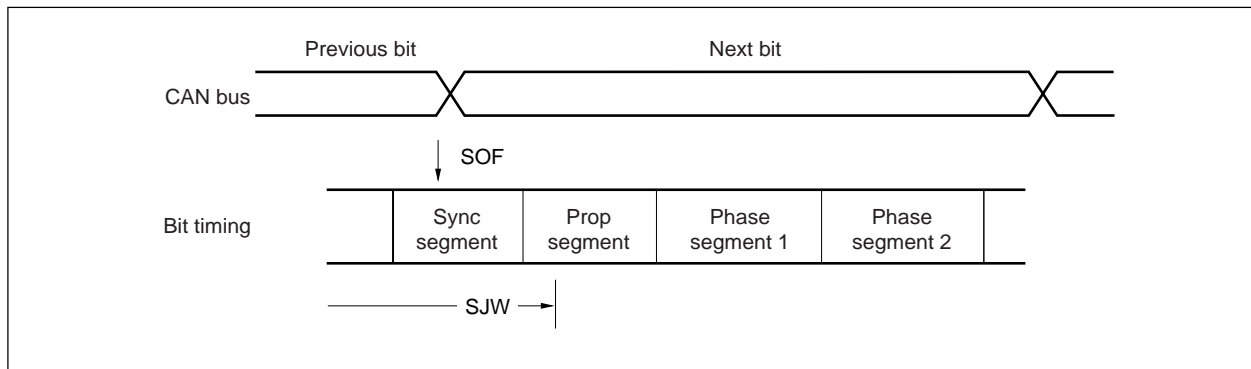 Previous bit
Next bit
CAN bus
SOF
Bit timing
Sync
segment
Prop
segment
Phase
segment 1
Phase
segment 2
SJW